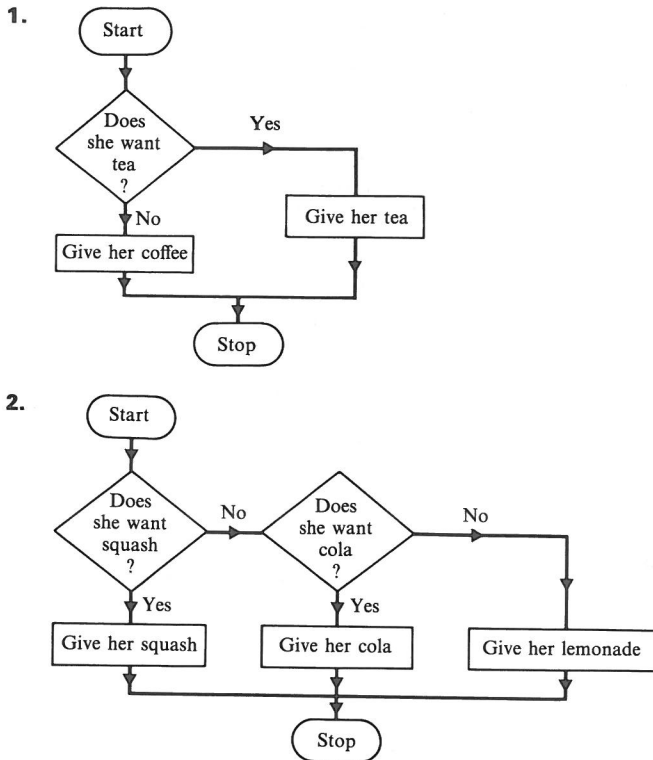 1.
Start
Does
she want
tea
?
Yes
No
Give her coffee
Give her tea
Stop
2.
Start
Does
she want
squash
?
No
Does
she want
cola
?
No
Yes
Yes
Give her squash
Give her cola
Give her lemonade
Stop